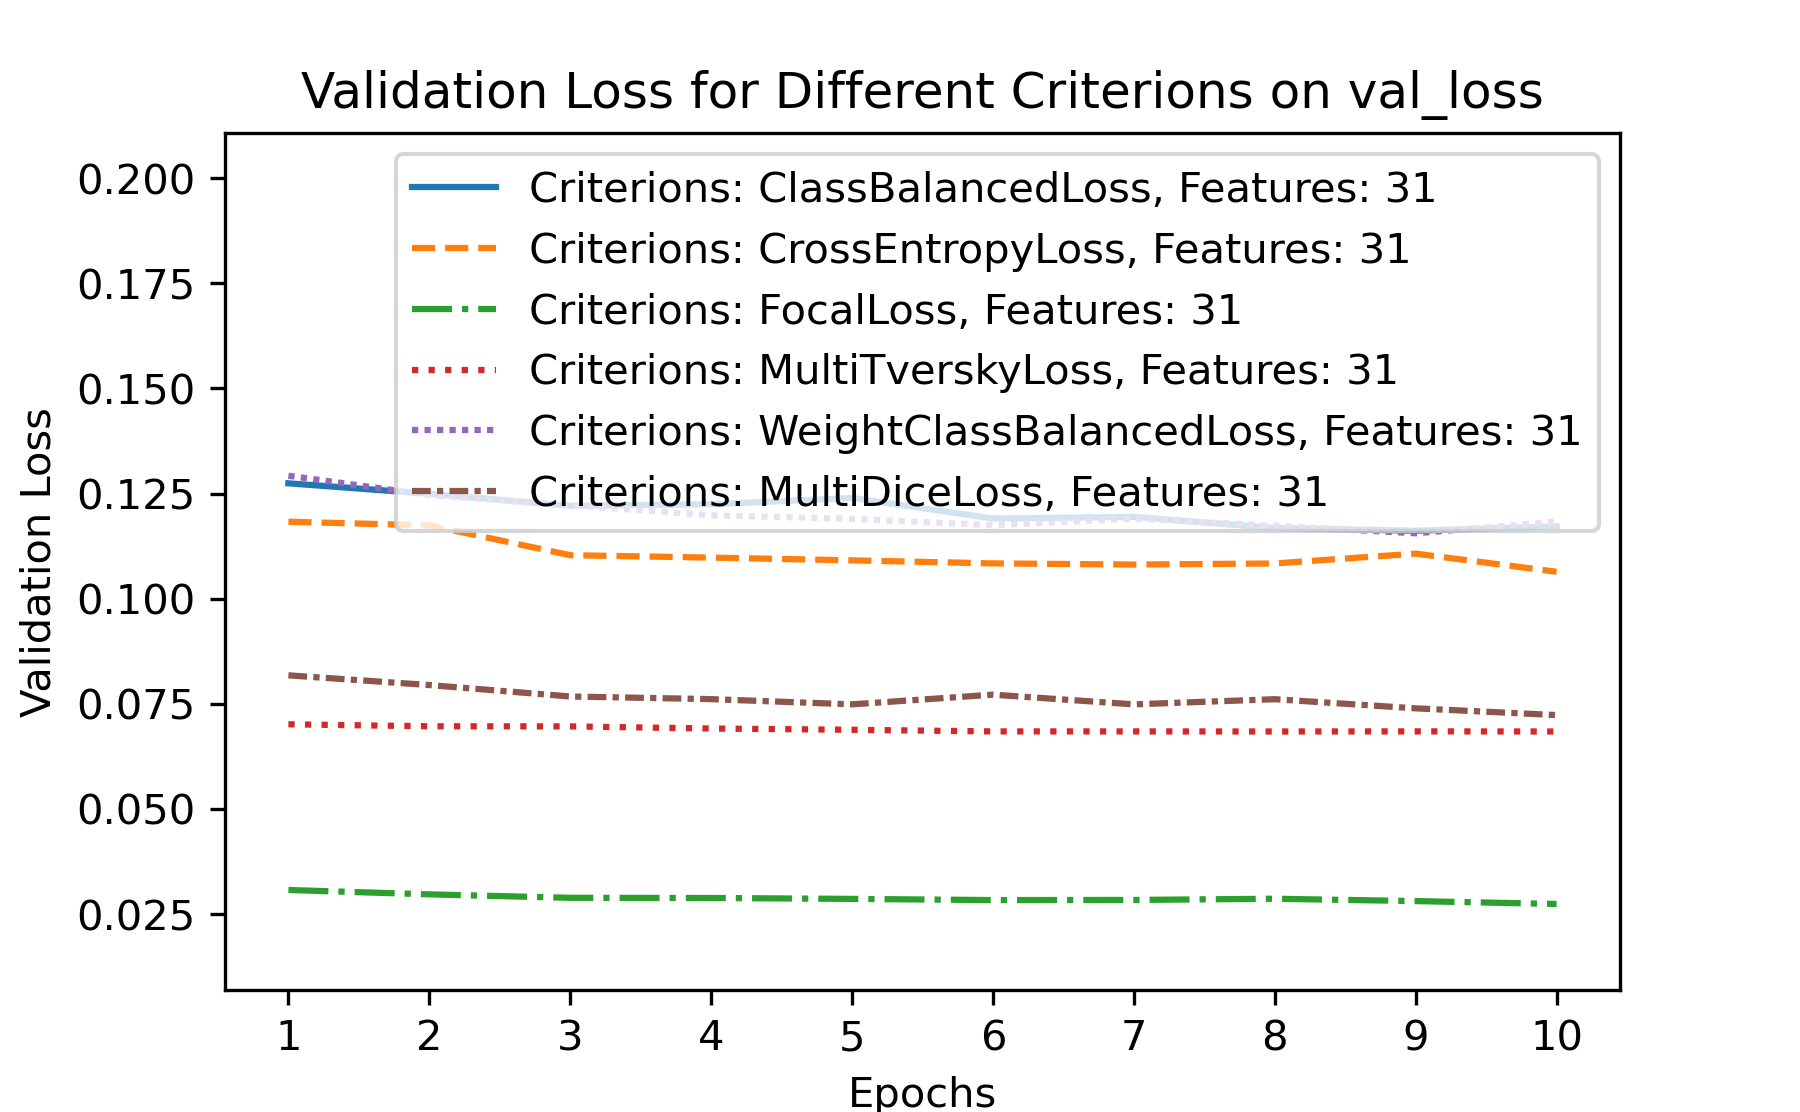 Validation Loss for Different Criterions on val_loss
Criterions: ClassBalancedLoss, Features: 31
Criterions: CrossEntropyLoss, Features: 31
Criterions: FocalLoss, Features: 31
Criterions: MultiTverskyLoss, Features: 31
Criterions: WeightClassBalancedLoss, Features: 31
Criterions: MultiDiceLoss, Features: 31
Validation Loss
0.200
0.175
0.150
0.125
0.100
0.075
0.050
0.025
1 2 3 4 5 6 7 8 9 10
Epochs